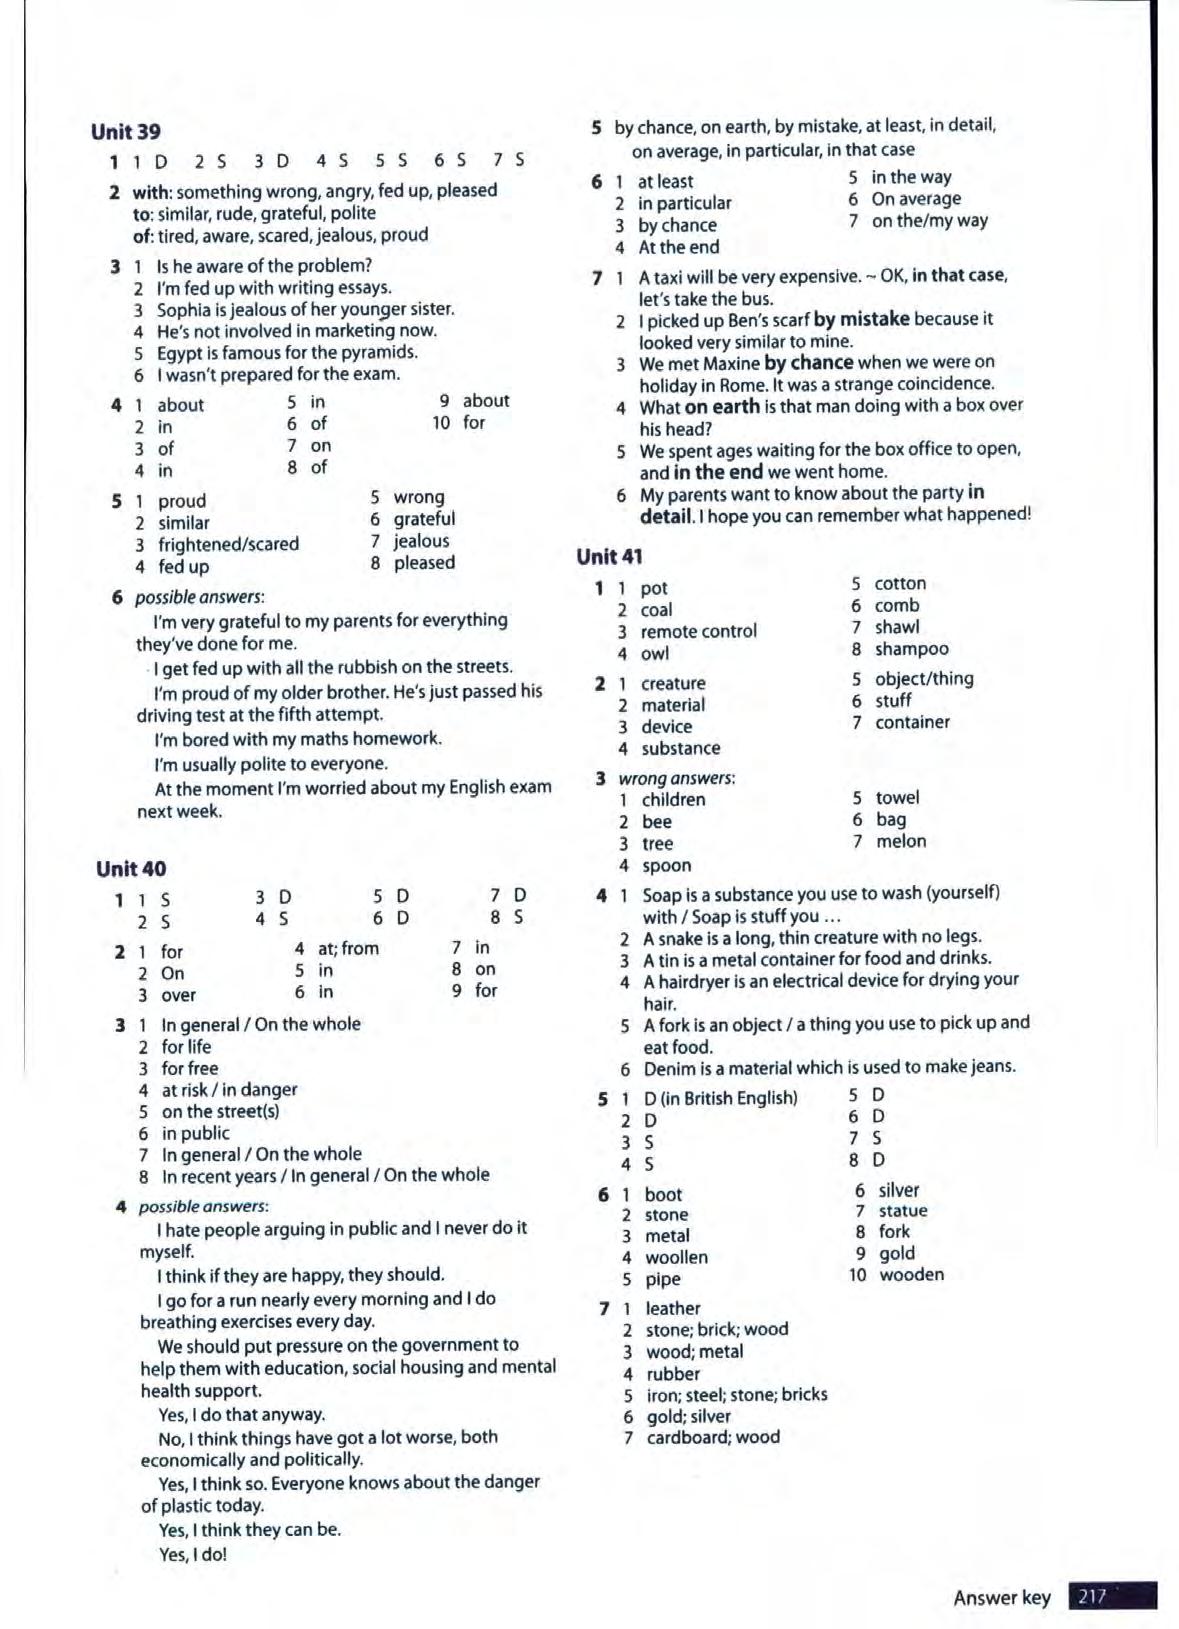 Unit 39
1 1 D 2 S 3 D 4 S 5 S 6 S 7 S
2 with: something wrong, angry, fed up, pleased
to: similar, rude, grateful, polite
of: tired, aware, scared, jealous, proud
3 1 Is he aware of the problem?
2 I'm fed up with writing essays.
3 Sophia is jealous of her younger sister.
4 He's not involved in marketing now.
5 Egypt is famous for the pyramids.
6 I wasn't prepared for the exam.
4 1 about 5 in 9 about
2 in 6 of 10 for
3 of 7 on
4 in 8 of
5 1 proud 5 wrong
2 similar 6 grateful
3 frightened/scared 7 jealous
4 fed up 8 pleased
6 possible answers:
I'm very grateful to my parents for everything
they've done for me.
I get fed up with all the rubbish on the streets.
I'm proud of my older brother. He's just passed his
driving test at the fifth attempt.
I'm bored with my maths homework.
I'm usually polite to everyone.
At the moment I'm worried about my English exam
next week.
Unit 40
1 1 S 3 D 5 D 7 D
2 S 4 S 6 D 8 S
2 1 for 4 at; from 7 in
2 On 5 in 8 on
3 over 6 in 9 for
3 1 In general / On the whole
2 for life
3 for free
4 at risk / in danger
5 on the street(s)
6 in public
7 In general / On the whole
8 In recent years / In general / On the whole
4 possible answers:
I hate people arguing in public and I never do it
myself.
I think if they are happy, they should.
I go for a run nearly every morning and I do
breathing exercises every day.
We should put pressure on the government to
help them with education, social housing and mental
health support.
Yes, I do that anyway.
No, I think things have got a lot worse, both
economically and politically.
Yes, I think so. Everyone knows about the danger
of plastic today.
Yes, I think they can be.
Yes, I do!
5 by chance, on earth, by mistake, at least, in detail,
on average, in particular, in that case
6 1 at least 5 in the way
2 in particular 6 On average
3 by chance 7 on the/my way
4 At the end
7 1 A taxi will be very expensive. ~ OK, in that case,
let's take the bus.
2 I picked up Ben's scarf by mistake because it
looked very similar to mine.
3 We met Maxine by chance when we were on
holiday in Rome. It was a strange coincidence.
4 What on earth is that man doing with a box over
his head?
5 We spent ages waiting for the box office to open,
and in the end we went home.
6 My parents want to know about the party in
detail. I hope you can remember what happened!
Unit 41
1 1 pot 5 cotton
2 coal 6 comb
3 remote control 7 shawl
4 owl 8 shampoo
2 1 creature 5 object/thing
2 material 6 stuff
3 device 7 container
4 substance
3 wrong answers:
1 children 5 towel
2 bee 6 bag
3 tree 7 melon
4 spoon
4 1 Soap is a substance you use to wash (yourself)
with / Soap is stuff you ...
2 A snake is a long, thin creature with no legs.
3 A tin is a metal container for food and drinks.
4 A hairdryer is an electrical device for drying your
hair.
5 A fork is an object / a thing you use to pick up and
eat food.
6 Denim is a material which is used to make jeans.
5 1 D (in British English) 5 D
2 D 6 D
3 S 7 S
4 S 8 D
6 1 boot 6 silver
2 stone 7 statue
3 metal 8 fork
4 woollen 9 gold
5 pipe 10 wooden
7 1 leather
2 stone; brick; wood
3 wood; metal
4 rubber
5 iron; steel; stone; bricks
6 gold; silver
7 cardboard; wood
Answer key 217